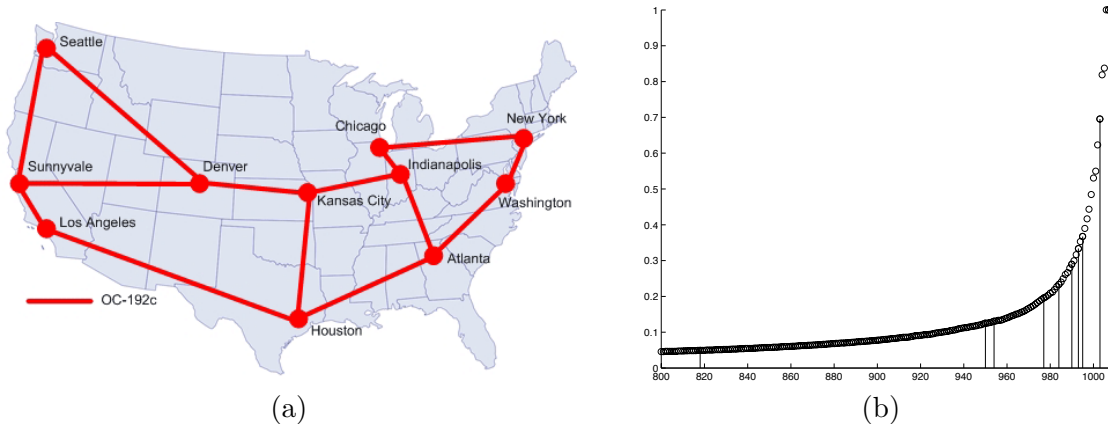 Seattle
Chicago
New York
Sunnyvale
Denver
Indianapolis
Kansas City
Washington
Los Angeles
Atlanta
OC-192c
Houston
(a)
1
0.9
0.8
0.7
0.6
0.5
0.4
0.3
0.2
0.1
0
800 820 840 860 880 900 920 940 960 980 1000
(b)